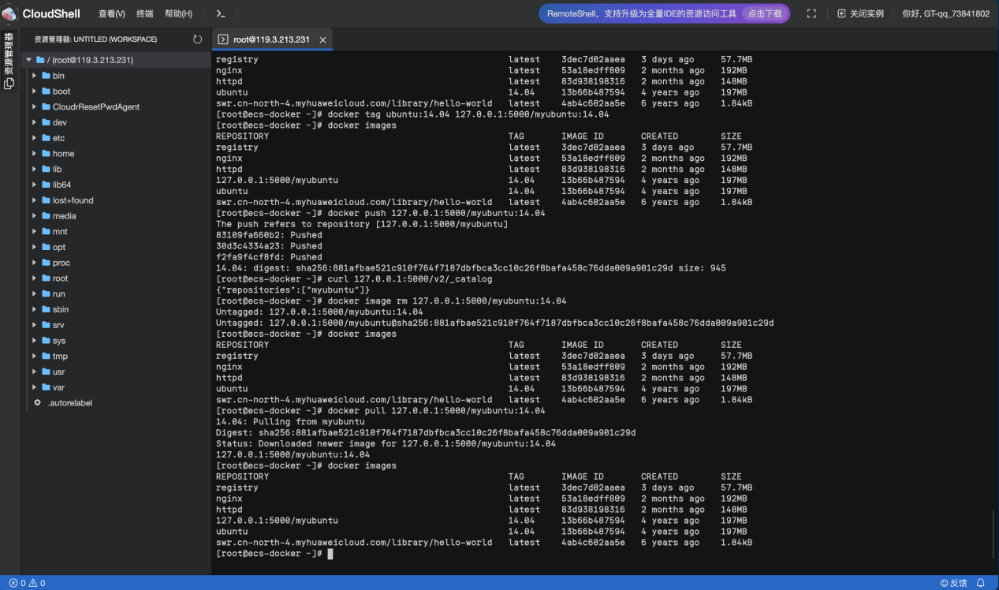 CloudShell 查看(V) 终端 帮助(H) RemoteShell，支持升级为全量IDE的资源访问工具 点击下载 关闭实例 你好, GT-qq_73841802
资源管理器
资源管理器: UNTITLED (WORKSPACE)
/ (root@119.3.213.231)
bin
boot
CloudrResetPwdAgent
dev
etc
home
lib
lib64
lost+found
media
mnt
opt
proc
root
run
sbin
srv
sys
tmp
usr
var
.autorelabel
root@119.3.213.231
registry latest 3dec7d02aaea 3 days ago 57.7MB
nginx latest 53a18edff809 2 months ago 192MB
httpd latest 83d938198316 2 months ago 148MB
ubuntu 14.04 13b66b487594 4 years ago 197MB
swr.cn-north-4.myhuaweicloud.com/library/hello-world latest 4ab4c602aa5e 6 years ago 1.84kB
[root@ecs-docker ~]# docker tag ubuntu:14.04 127.0.0.1:5000/myubuntu:14.04
[root@ecs-docker ~]# docker images
REPOSITORY TAG IMAGE ID CREATED SIZE
registry latest 3dec7d02aaea 3 days ago 57.7MB
nginx latest 53a18edff809 2 months ago 192MB
httpd latest 83d938198316 2 months ago 148MB
127.0.0.1:5000/myubuntu 14.04 13b66b487594 4 years ago 197MB
ubuntu 14.04 13b66b487594 4 years ago 197MB
swr.cn-north-4.myhuaweicloud.com/library/hello-world latest 4ab4c602aa5e 6 years ago 1.84kB
[root@ecs-docker ~]# docker push 127.0.0.1:5000/myubuntu:14.04
The push refers to repository [127.0.0.1:5000/myubuntu]
83109fa660b2: Pushed
30d3c4334a23: Pushed
f2fa9f4cf8fd: Pushed
14.04: digest: sha256:881afbae521c910f764f7187dbfbca3cc10c26f8bafa458c76dda009a901c29d size: 945
[root@ecs-docker ~]# curl 127.0.0.1:5000/v2/_catalog
{"repositories":["myubuntu"]}
[root@ecs-docker ~]# docker image rm 127.0.0.1:5000/myubuntu:14.04
Untagged: 127.0.0.1:5000/myubuntu:14.04
Untagged: 127.0.0.1:5000/myubuntu@sha256:881afbae521c910f764f7187dbfbca3cc10c26f8bafa458c76dda009a901c29d
[root@ecs-docker ~]# docker images
REPOSITORY TAG IMAGE ID CREATED SIZE
registry latest 3dec7d02aaea 3 days ago 57.7MB
nginx latest 53a18edff809 2 months ago 192MB
httpd latest 83d938198316 2 months ago 148MB
ubuntu 14.04 13b66b487594 4 years ago 197MB
swr.cn-north-4.myhuaweicloud.com/library/hello-world latest 4ab4c602aa5e 6 years ago 1.84kB
[root@ecs-docker ~]# docker pull 127.0.0.1:5000/myubuntu:14.04
14.04: Pulling from myubuntu
Digest: sha256:881afbae521c910f764f7187dbfbca3cc10c26f8bafa458c76dda009a901c29d
Status: Downloaded newer image for 127.0.0.1:5000/myubuntu:14.04
127.0.0.1:5000/myubuntu:14.04
[root@ecs-docker ~]# docker images
REPOSITORY TAG IMAGE ID CREATED SIZE
registry latest 3dec7d02aaea 3 days ago 57.7MB
nginx latest 53a18edff809 2 months ago 192MB
httpd latest 83d938198316 2 months ago 148MB
127.0.0.1:5000/myubuntu 14.04 13b66b487594 4 years ago 197MB
ubuntu 14.04 13b66b487594 4 years ago 197MB
swr.cn-north-4.myhuaweicloud.com/library/hello-world latest 4ab4c602aa5e 6 years ago 1.84kB
[root@ecs-docker ~]#
0 0 反馈